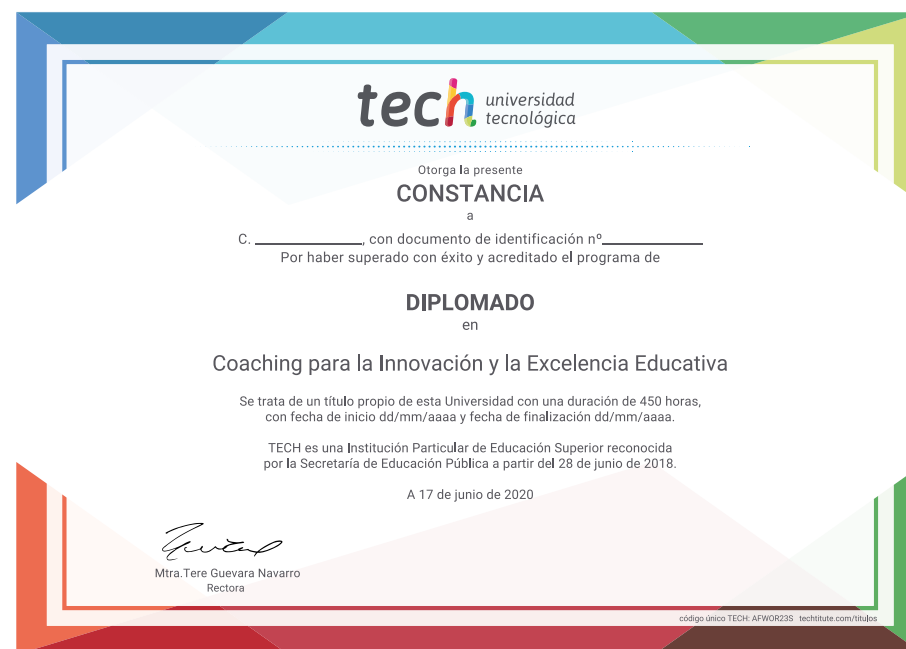 tech universidad
tecnológica
Otorga la presente
CONSTANCIA
a
C. ______________, con documento de identificación nº_____________
Por haber superado con éxito y acreditado el programa de
DIPLOMADO
en
Coaching para la Innovación y la Excelencia Educativa
Se trata de un título propio de esta Universidad con una duración de 450 horas,
con fecha de inicio dd/mm/aaaa y fecha de finalización dd/mm/aaaa.
TECH es una Institución Particular de Educación Superior reconocida
por la Secretaría de Educación Pública a partir del 28 de junio de 2018.
A 17 de junio de 2020
Mtra.Tere Guevara Navarro
Rectora
código único TECH: AFWOR23S techtitute.com/titulos